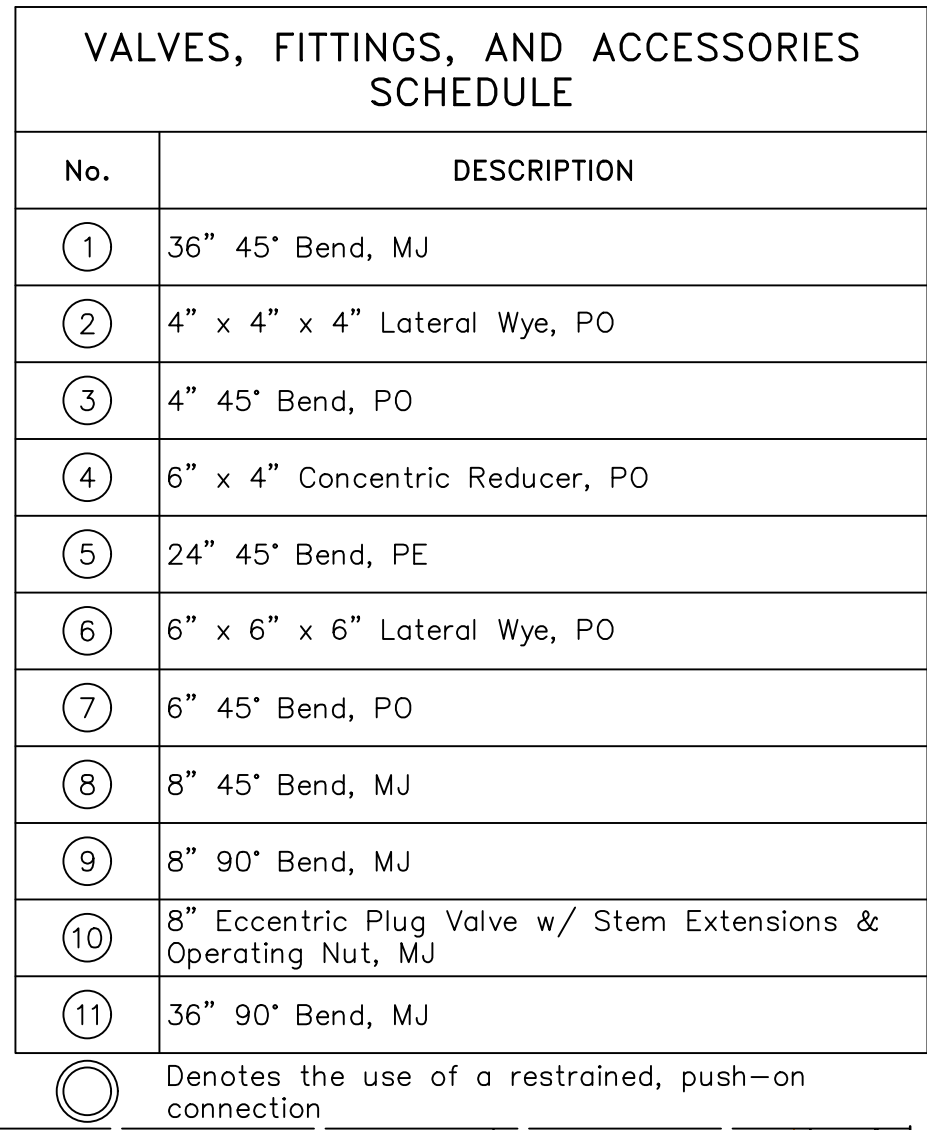 VALVES, FITTINGS, AND ACCESSORIES
SCHEDULE
No. DESCRIPTION
1 36” 45° Bend, MJ
2 4” x 4” x 4” Lateral Wye, PO
3 4” 45° Bend, PO
4 6” x 4” Concentric Reducer, PO
5 24” 45° Bend, PE
6 6” x 6” x 6” Lateral Wye, PO
7 6” 45° Bend, PO
8 8” 45° Bend, MJ
9 8” 90° Bend, MJ
10 8” Eccentric Plug Valve w/ Stem Extensions &
Operating Nut, MJ
11 36” 90° Bend, MJ
Denotes the use of a restrained, push–on
connection